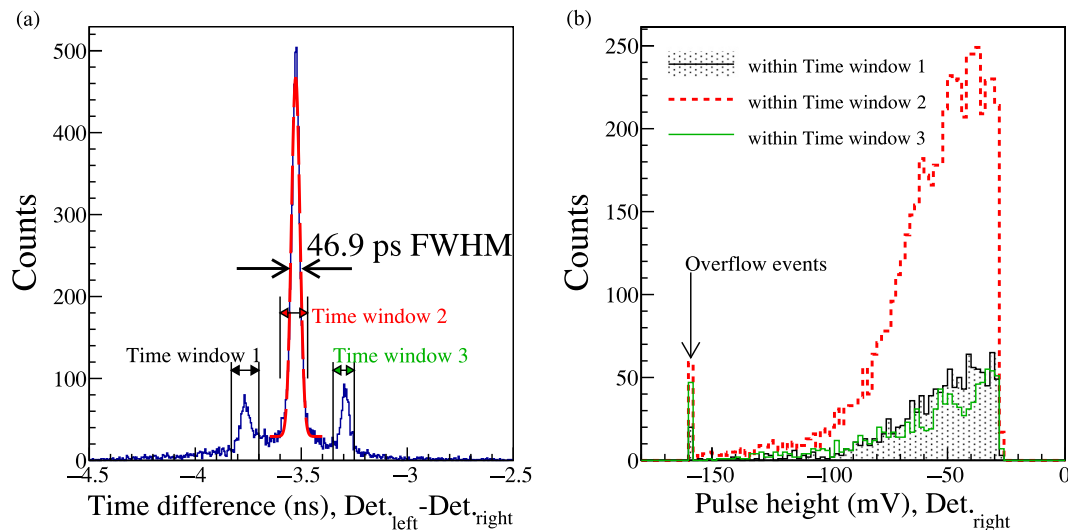 (a)
500
400
300
200
100
0
Counts
46.9 ps FWHM
Time window 2
Time window 1
Time window 3
−4.5
−4
−3.5
−3
−2.5
Time difference (ns), Det.left-Det.right
(b)
250
200
150
100
50
0
Counts
within Time window 1
within Time window 2
within Time window 3
Overflow events
−150
−100
−50
0
Pulse height (mV), Det.right